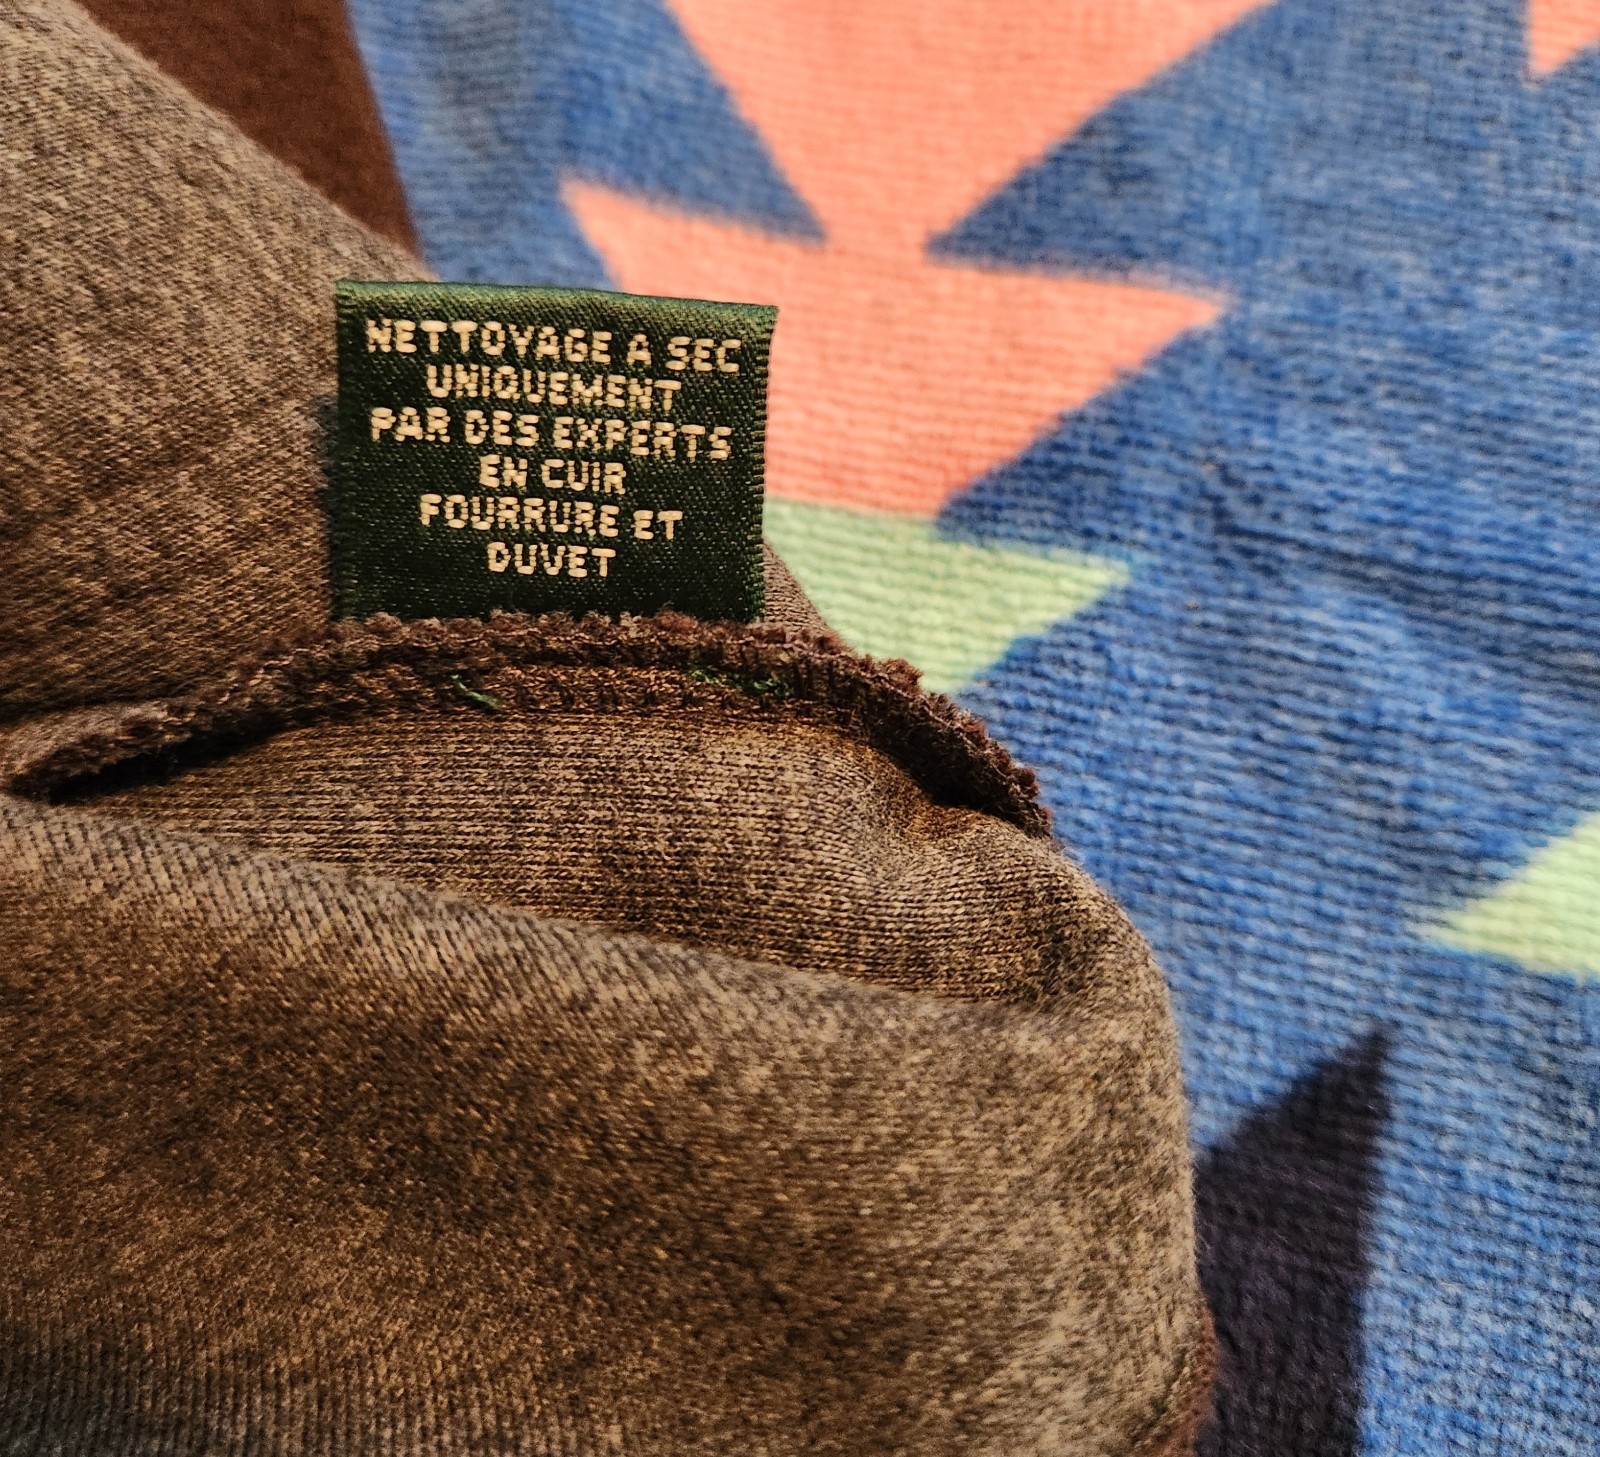 NETTOYAGE A SEC
UNIQUEMENT
PAR DES EXPERTS
EN CUIR
FOURRURE ET
DUVET